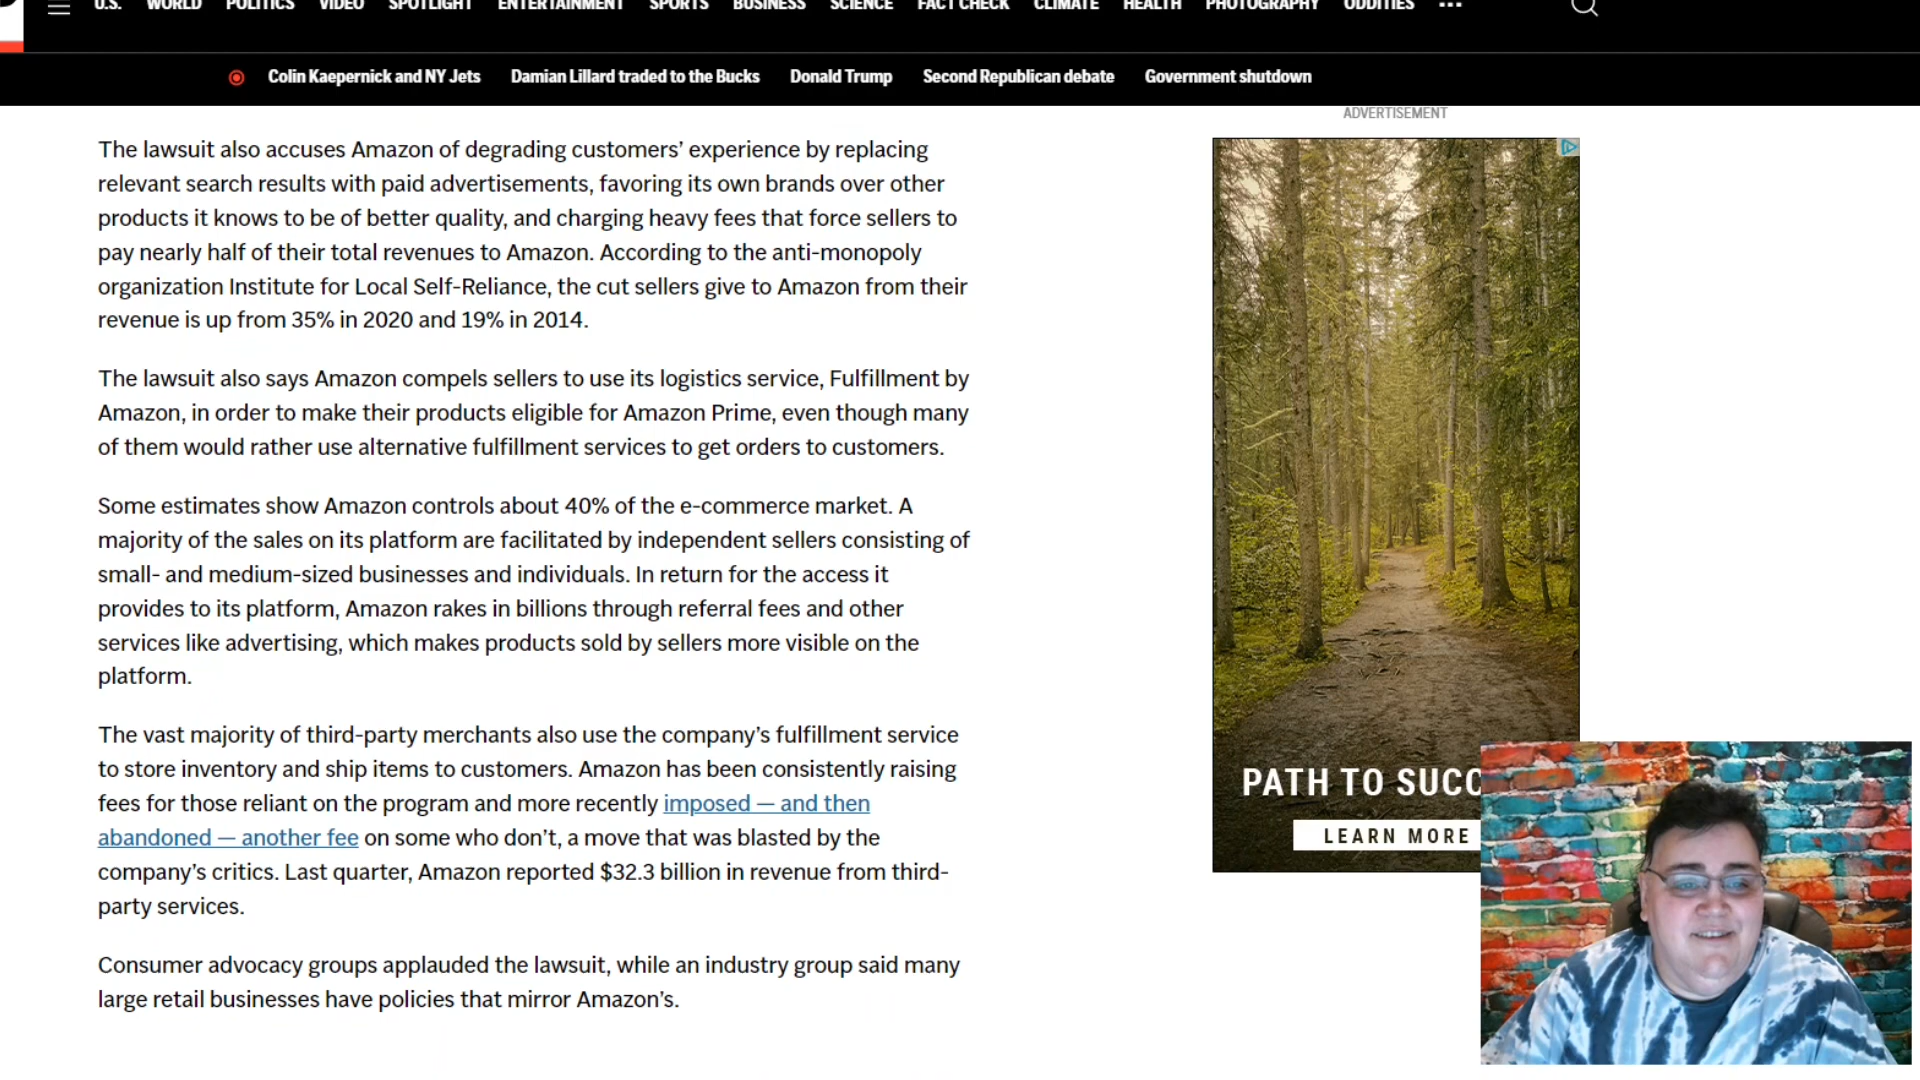 U.S. WORLD POLITICS VIDEO SPOTLIGHT ENTERTAINMENT SPORTS BUSINESS SCIENCE FACT CHECK CLIMATE HEALTH PHOTOGRAPHY ODDITIES
Colin Kaepernick and NY Jets Damian Lillard traded to the Bucks Donald Trump Second Republican debate Government shutdown
The lawsuit also accuses Amazon of degrading customers’ experience by replacing
relevant search results with paid advertisements, favoring its own brands over other
products it knows to be of better quality, and charging heavy fees that force sellers to
pay nearly half of their total revenues to Amazon. According to the anti-monopoly
organization Institute for Local Self-Reliance, the cut sellers give to Amazon from their
revenue is up from 35% in 2020 and 19% in 2014.
The lawsuit also says Amazon compels sellers to use its logistics service, Fulfillment by
Amazon, in order to make their products eligible for Amazon Prime, even though many
of them would rather use alternative fulfillment services to get orders to customers.
Some estimates show Amazon controls about 40% of the e-commerce market. A
majority of the sales on its platform are facilitated by independent sellers consisting of
small- and medium-sized businesses and individuals. In return for the access it
provides to its platform, Amazon rakes in billions through referral fees and other
services like advertising, which makes products sold by sellers more visible on the
platform.
The vast majority of third-party merchants also use the company’s fulfillment service
to store inventory and ship items to customers. Amazon has been consistently raising
fees for those reliant on the program and more recently imposed — and then
abandoned — another fee on some who don’t, a move that was blasted by the
company’s critics. Last quarter, Amazon reported $32.3 billion in revenue from third-
party services.
Consumer advocacy groups applauded the lawsuit, while an industry group said many
large retail businesses have policies that mirror Amazon’s.
ADVERTISEMENT
PATH TO SUCC
LEARN MORE